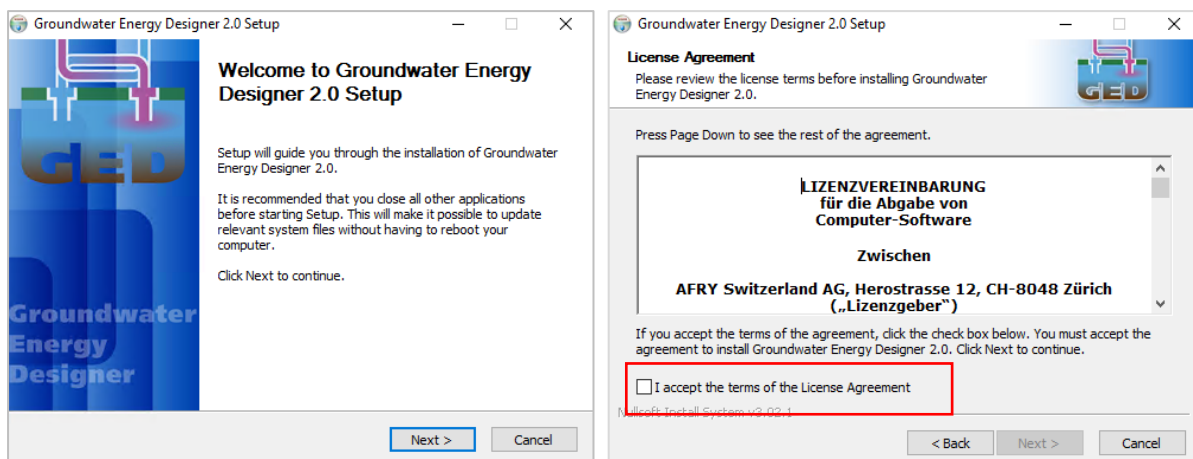 Groundwater Energy Designer 2.0 Setup
GED
Groundwater
Energy
Designer
Welcome to Groundwater Energy
Designer 2.0 Setup
Setup will guide you through the installation of Groundwater
Energy Designer 2.0.
It is recommended that you close all other applications
before starting Setup. This will make it possible to update
relevant system files without having to reboot your
computer.
Click Next to continue.
Next >
Cancel
Groundwater Energy Designer 2.0 Setup
License Agreement
Please review the license terms before installing Groundwater
Energy Designer 2.0.
GED
Press Page Down to see the rest of the agreement.
LIZENZVEREINBARUNG
für die Abgabe von
Computer-Software
Zwischen
AFRY Switzerland AG, Herostrasse 12, CH-8048 Zürich
(„Lizenzgeber“)
If you accept the terms of the agreement, click the check box below. You must accept the
agreement to install Groundwater Energy Designer 2.0. Click Next to continue.
I accept the terms of the License Agreement
Nullsoft Install System v3.02.1
< Back
Next >
Cancel